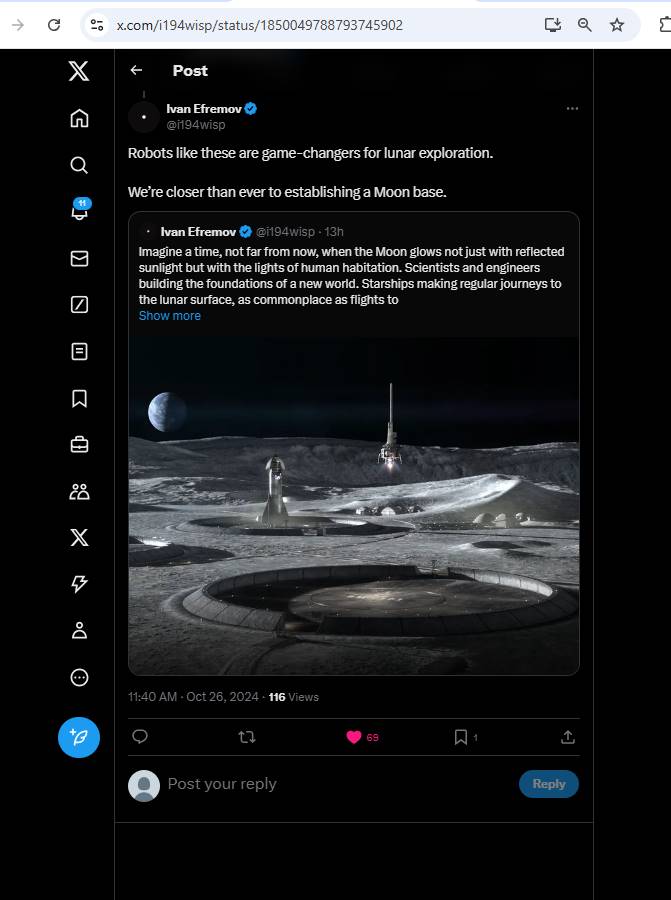 x.com/i194wisp/status/1850049788793745902
Post
Ivan Efremov
@i194wisp
Robots like these are game-changers for lunar exploration.
We're closer than ever to establishing a Moon base.
Ivan Efremov @i194wisp · 13h
Imagine a time, not far from now, when the Moon glows not just with reflected
sunlight but with the lights of human habitation. Scientists and engineers
building the foundations of a new world. Starships making regular journeys to
the lunar surface, as commonplace as flights to
Show more
11:40 AM · Oct 26, 2024 · 116 Views
69
1
Post your reply
Reply
11